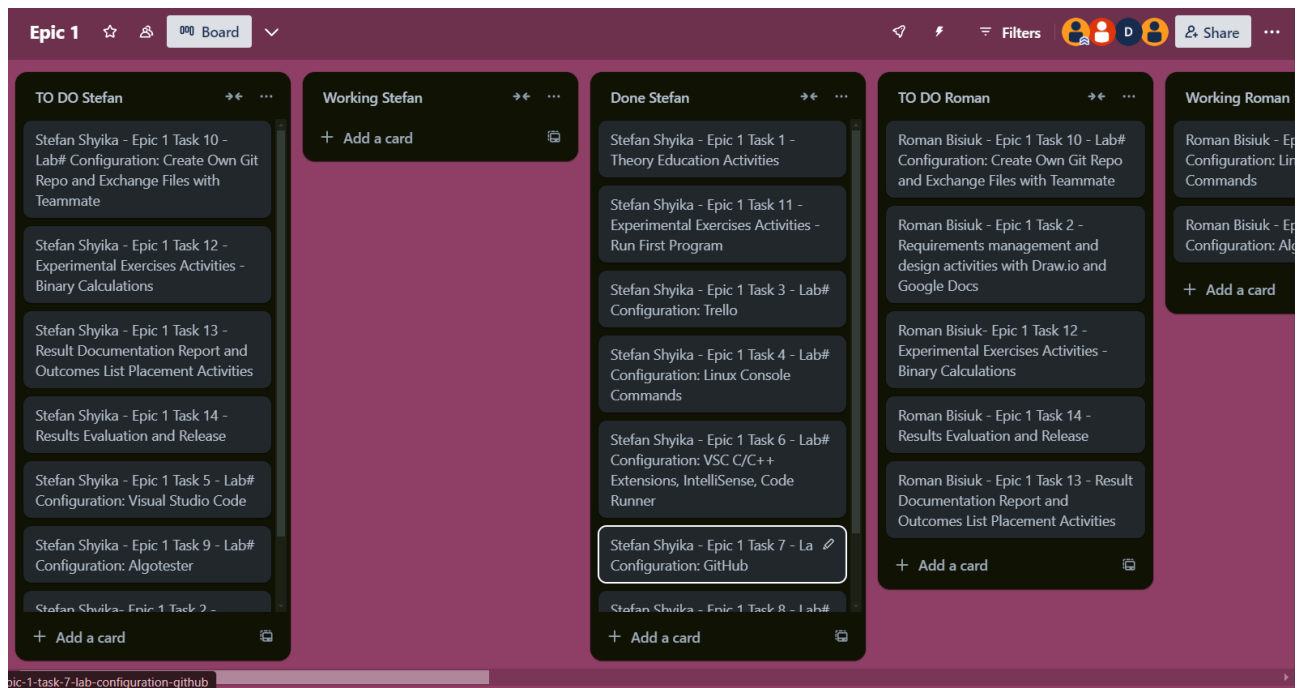 Epic 1
Board
Filters
D
Share
TO DO Stefan
Stefan Shyika - Epic 1 Task 10 -
Lab# Configuration: Create Own Git
Repo and Exchange Files with
Teammate
Stefan Shyika - Epic 1 Task 12 -
Experimental Exercises Activities -
Binary Calculations
Stefan Shyika - Epic 1 Task 13 -
Result Documentation Report and
Outcomes List Placement Activities
Stefan Shyika - Epic 1 Task 14 -
Results Evaluation and Release
Stefan Shyika - Epic 1 Task 5 - Lab#
Configuration: Visual Studio Code
Stefan Shyika - Epic 1 Task 9 - Lab#
Configuration: Algotester
Stefan Shyika- Epic 1 Task 2 -
+ Add a card
Working Stefan
+ Add a card
Done Stefan
Stefan Shyika - Epic 1 Task 1 -
Theory Education Activities
Stefan Shyika - Epic 1 Task 11 -
Experimental Exercises Activities -
Run First Program
Stefan Shyika - Epic 1 Task 3 - Lab#
Configuration: Trello
Stefan Shyika - Epic 1 Task 4 - Lab#
Configuration: Linux Console
Commands
Stefan Shyika - Epic 1 Task 6 - Lab#
Configuration: VSC C/C++
Extensions, IntelliSense, Code
Runner
Stefan Shyika - Epic 1 Task 7 - La
Configuration: GitHub
Stefan Shyika - Epic 1 Task 8 - Lab#
+ Add a card
TO DO Roman
Roman Bisiuk - Epic 1 Task 10 - Lab#
Configuration: Create Own Git Repo
and Exchange Files with Teammate
Roman Bisiuk - Epic 1 Task 2 -
Requirements management and
design activities with Draw.io and
Google Docs
Roman Bisiuk- Epic 1 Task 12 -
Experimental Exercises Activities -
Binary Calculations
Roman Bisiuk - Epic 1 Task 14 -
Results Evaluation and Release
Roman Bisiuk - Epic 1 Task 13 - Result
Documentation Report and
Outcomes List Placement Activities
+ Add a card
Working Roman
Roman Bisiuk - Ep
Configuration: Lin
Commands
Roman Bisiuk - Ep
Configuration: Alg
+ Add a card
pic-1-task-7-lab-configuration-github